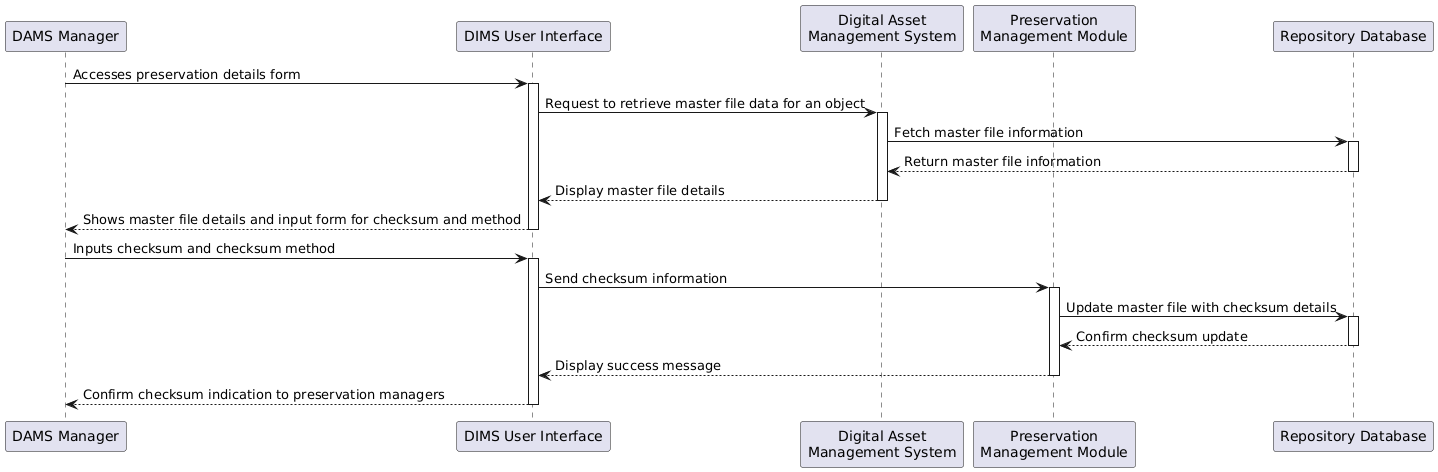 DAMS Manager
DIMS User Interface
Digital Asset
Management System
Preservation
Management Module
Repository Database
Accesses preservation details form
Request to retrieve master file data for an object
Fetch master file information
Return master file information
Display master file details
Shows master file details and input form for checksum and method
Inputs checksum and checksum method
Send checksum information
Update master file with checksum details
Confirm checksum update
Display success message
Confirm checksum indication to preservation managers
DAMS Manager
DIMS User Interface
Digital Asset
Management System
Preservation
Management Module
Repository Database